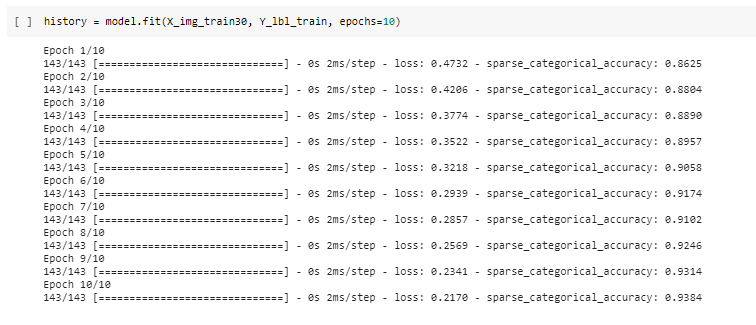 [ ] history = model.fit(X_img_train30, Y_lbl_train, epochs=10)
Epoch 1/10
143/143 [==============================] - 0s 2ms/step - loss: 0.4732 - sparse_categorical_accuracy: 0.8625
Epoch 2/10
143/143 [==============================] - 0s 2ms/step - loss: 0.4206 - sparse_categorical_accuracy: 0.8804
Epoch 3/10
143/143 [==============================] - 0s 2ms/step - loss: 0.3774 - sparse_categorical_accuracy: 0.8890
Epoch 4/10
143/143 [==============================] - 0s 2ms/step - loss: 0.3522 - sparse_categorical_accuracy: 0.8957
Epoch 5/10
143/143 [==============================] - 0s 2ms/step - loss: 0.3218 - sparse_categorical_accuracy: 0.9058
Epoch 6/10
143/143 [==============================] - 0s 2ms/step - loss: 0.2939 - sparse_categorical_accuracy: 0.9174
Epoch 7/10
143/143 [==============================] - 0s 2ms/step - loss: 0.2857 - sparse_categorical_accuracy: 0.9102
Epoch 8/10
143/143 [==============================] - 0s 2ms/step - loss: 0.2569 - sparse_categorical_accuracy: 0.9246
Epoch 9/10
143/143 [==============================] - 0s 2ms/step - loss: 0.2341 - sparse_categorical_accuracy: 0.9314
Epoch 10/10
143/143 [==============================] - 0s 2ms/step - loss: 0.2170 - sparse_categorical_accuracy: 0.9384